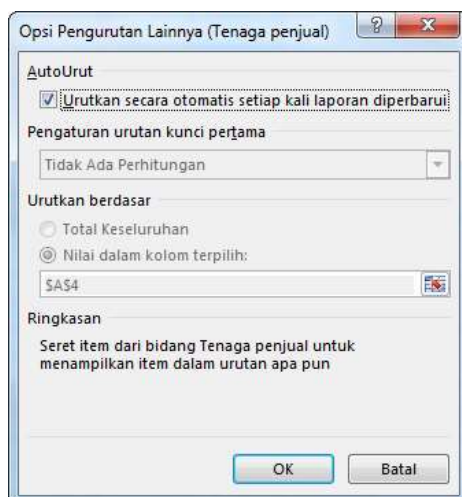 Opsi Pengurutan Lainnya (Tenaga penjual)
AutoUrut
Urutkan secara otomatis setiap kali laporan diperbarui
Pengaturan urutan kunci pertama
Tidak Ada Perhitungan
Urutkan berdasar
Total Keseluruhan
Nilai dalam kolom terpilih:
$A$4
Ringkasan
Seret item dari bidang Tenaga penjual untuk
menampilkan item dalam urutan apa pun
OK Batal